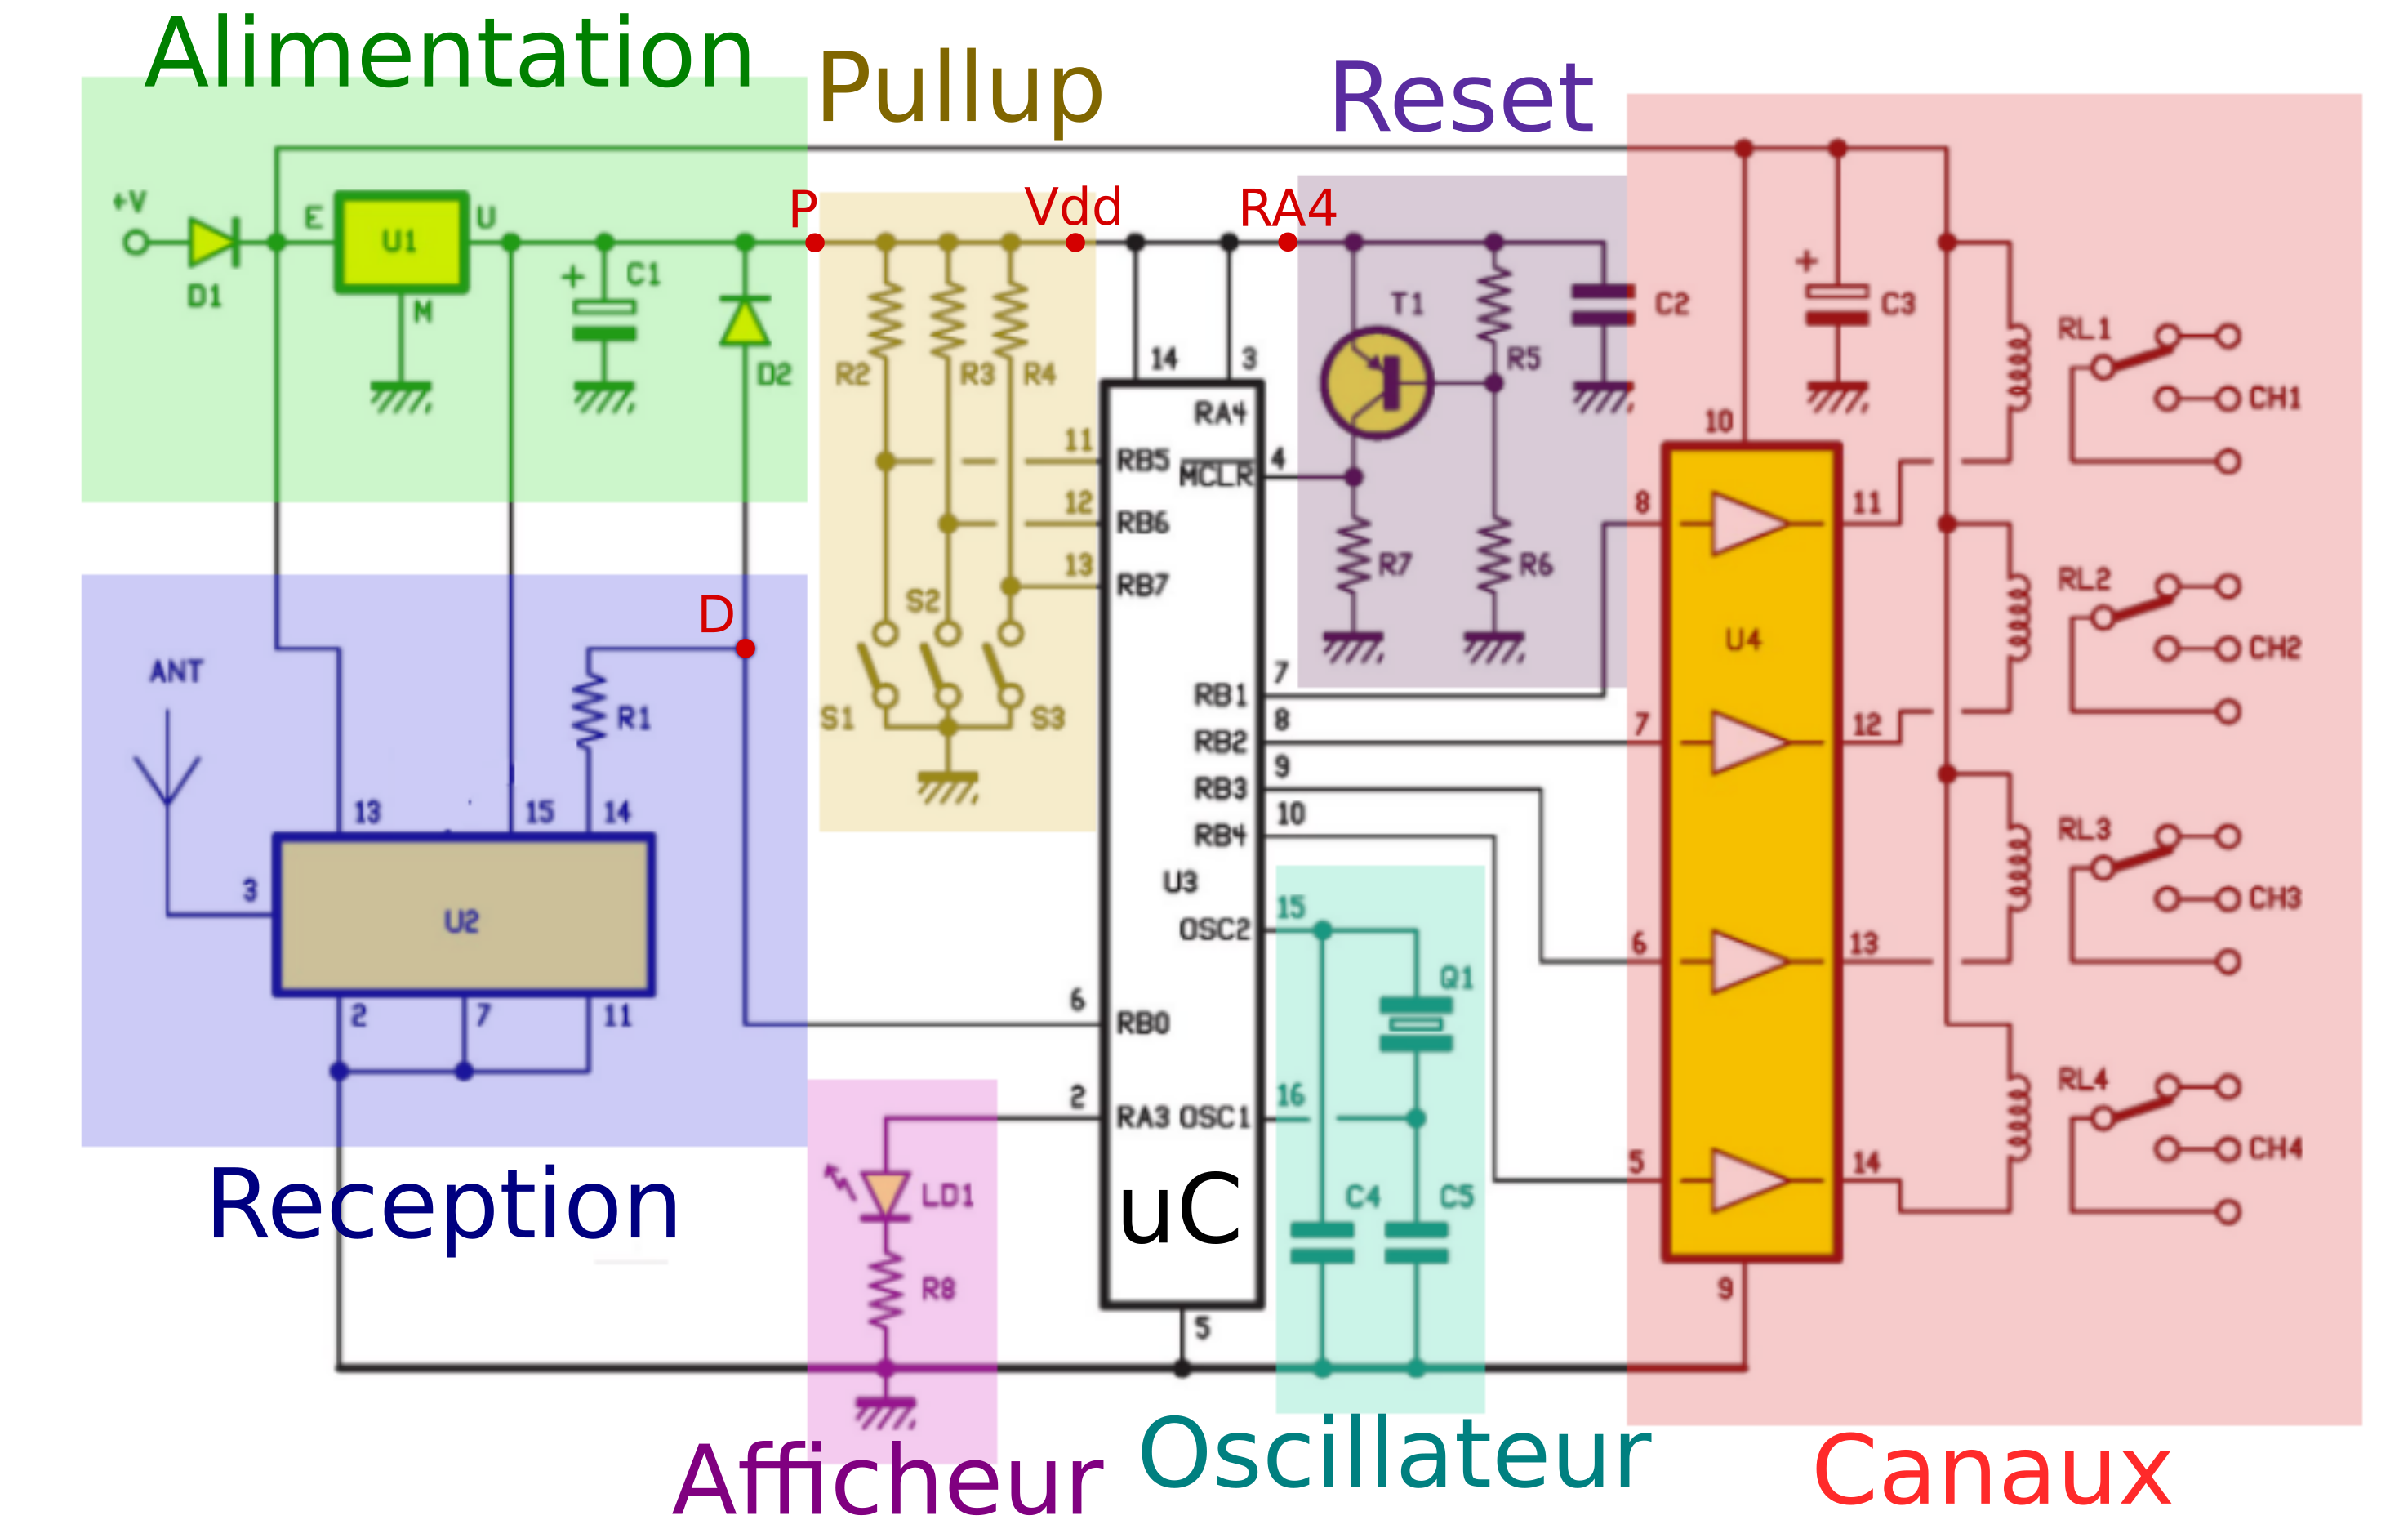 Alimentation
Pullup
Reset
+V
D1
E
U1
U
M
+
C1
D2
P
Vdd
RA4
R2
R3
R4
11
12
13
S2
S1
S3
14
3
RA4
RB5
MCLR
4
RB6
RB7
T1
R5
R7
R6
C2
+
C3
10
RL1
CH1
8
11
RL2
CH2
U4
7
12
RL3
CH3
6
13
RL4
CH4
5
14
9
D
ANT
R1
13
15
14
3
U2
2
7
11
Reception
RB1
7
RB2
8
RB3
9
RB4
10
U3
OSC2
15
Q1
6
RB0
2
RA3
OSC1
16
C4
C5
uC
LD1
R8
5
Afficheur
Oscillateur
Canaux